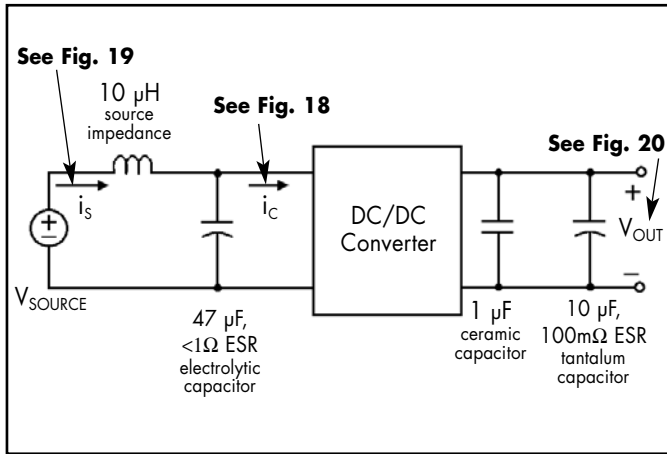 See Fig. 19
10 µH
source
impedance
See Fig. 18
See Fig. 20
iS
iC
DC/DC
Converter
+
VOUT
–
+
–
VSOURCE
47 µF,
<1Ω ESR
electrolytic
capacitor
1 µF
ceramic
capacitor
10 µF,
100mΩ ESR
tantalum
capacitor